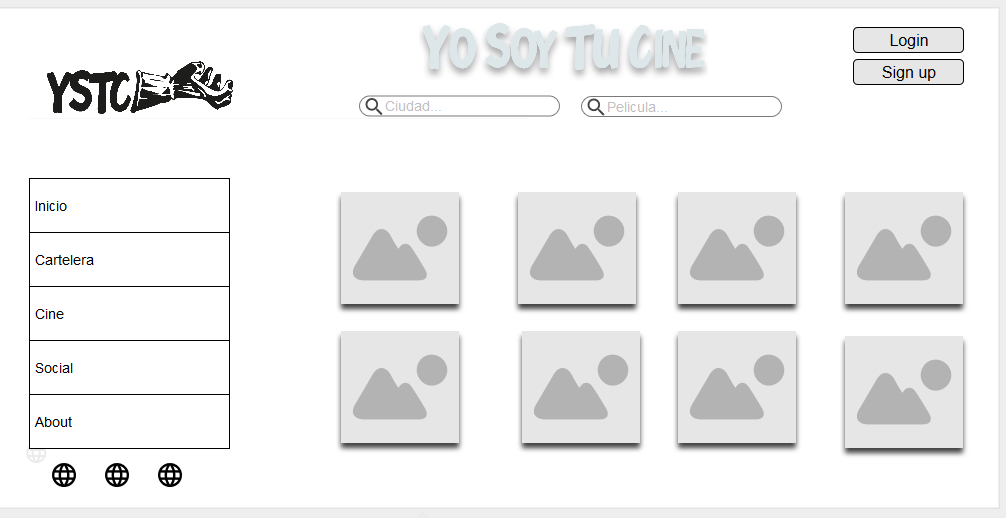 YO SOY TU CINE
Login
Sign up
YSTC
Ciudad...
Pelicula...
Inicio
Cartelera
Cine
Social
About